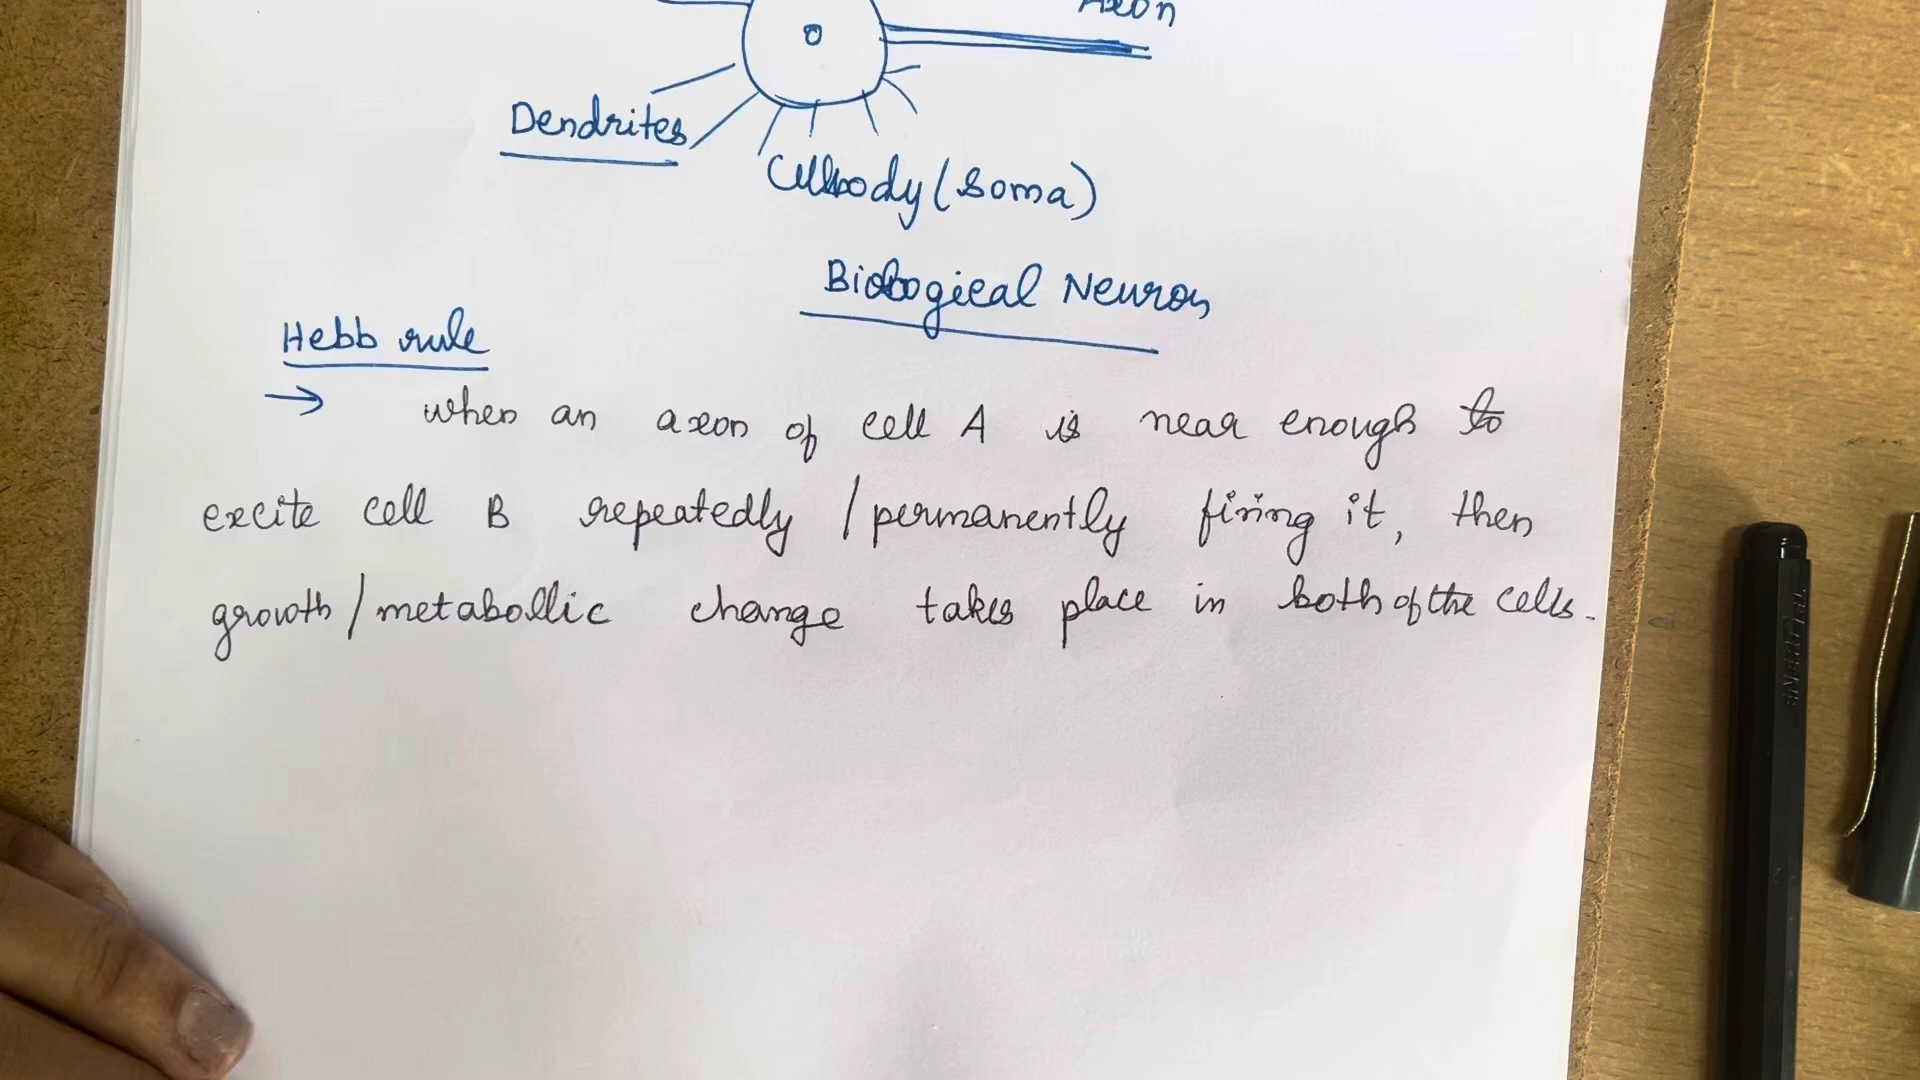 Axon
Dendrites
Cellbody (Soma)
Biological Neuron
Hebb rule
→ when an axon of cell A is near enough to
excite cell B repeatedly / permanently firing it, then
growth / metabollic change takes place in both of the cells.